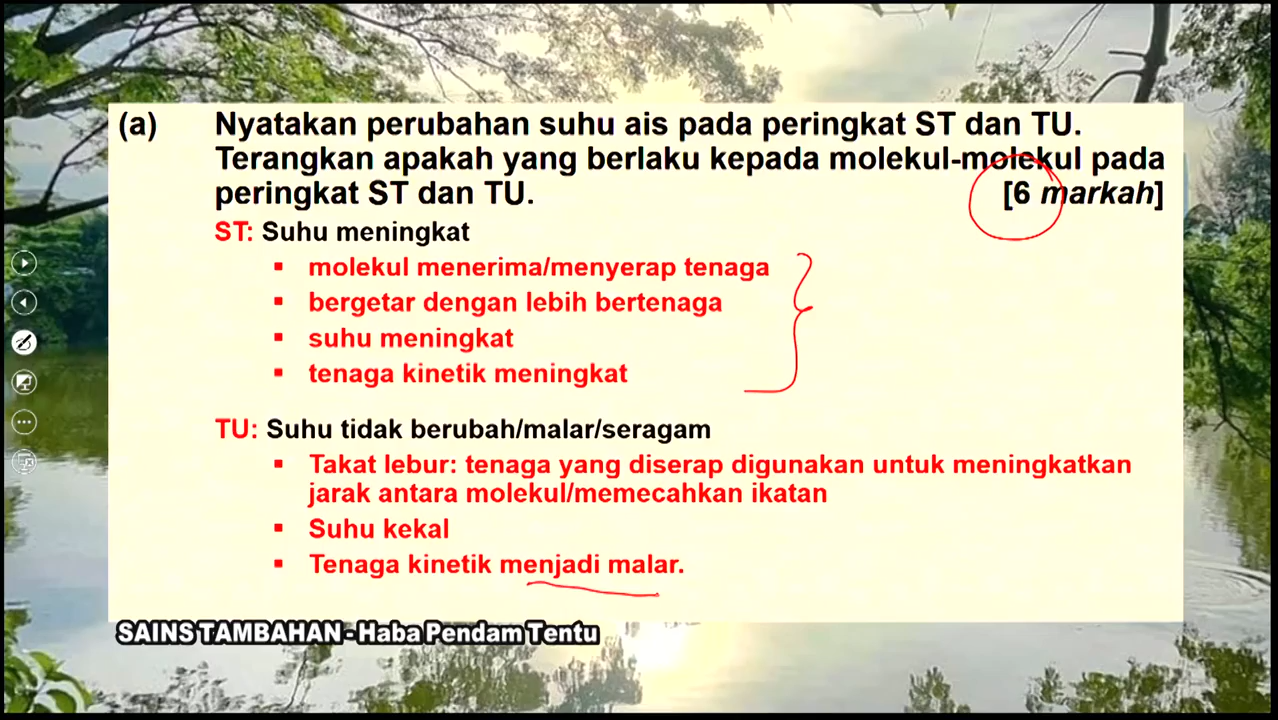 (a) Nyatakan perubahan suhu ais pada peringkat ST dan TU.
Terangkan apakah yang berlaku kepada molekul-molekul pada
peringkat ST dan TU. [6 markah]
ST: Suhu meningkat
▪ molekul menerima/menyerap tenaga
▪ bergetar dengan lebih bertenaga
▪ suhu meningkat
▪ tenaga kinetik meningkat
TU: Suhu tidak berubah/malar/seragam
▪ Takat lebur: tenaga yang diserap digunakan untuk meningkatkan
jarak antara molekul/memecahkan ikatan
▪ Suhu kekal
▪ Tenaga kinetik menjadi malar.
SAINS TAMBAHAN - Haba Pendam Tentu